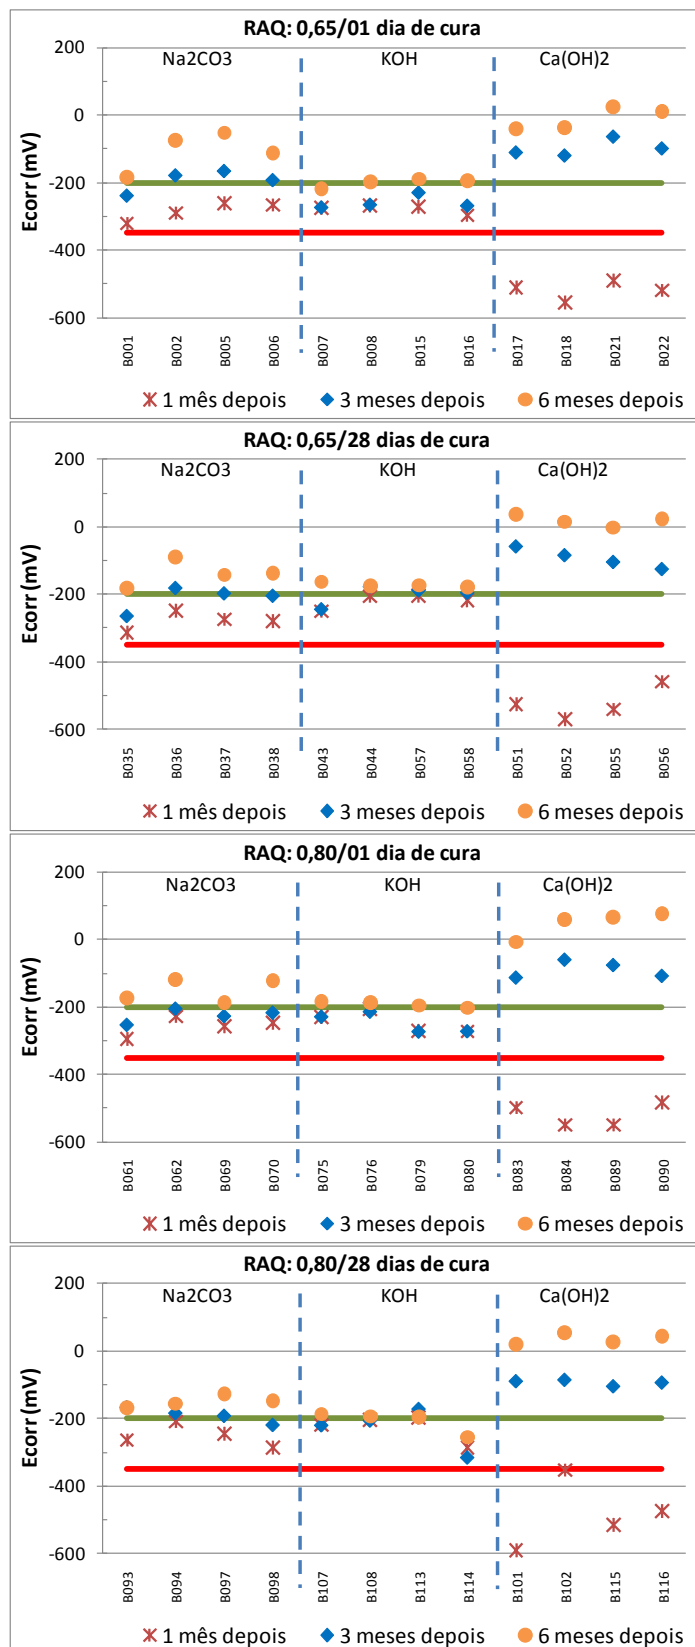 RAQ: 0,65/01 dia de cura
Na2CO3 KOH Ca(OH)2
Ecorr (mV)
200
0
-200
-400
-600
B001 B002 B005 B006 B007 B008 B015 B016 B017 B018 B021 B022
1 mês depois 3 meses depois 6 meses depois
RAQ: 0,65/28 dias de cura
Na2CO3 KOH Ca(OH)2
Ecorr (mV)
200
0
-200
-400
-600
B035 B036 B037 B038 B043 B044 B057 B058 B051 B052 B055 B056
1 mês depois 3 meses depois 6 meses depois
RAQ: 0,80/01 dia de cura
Na2CO3 KOH Ca(OH)2
Ecorr (mV)
200
0
-200
-400
-600
B061 B062 B069 B070 B075 B076 B079 B080 B083 B084 B089 B090
1 mês depois 3 meses depois 6 meses depois
RAQ: 0,80/28 dias de cura
Na2CO3 KOH Ca(OH)2
Ecorr (mV)
200
0
-200
-400
-600
B093 B094 B097 B098 B107 B108 B113 B114 B101 B102 B115 B116
1 mês depois 3 meses depois 6 meses depois